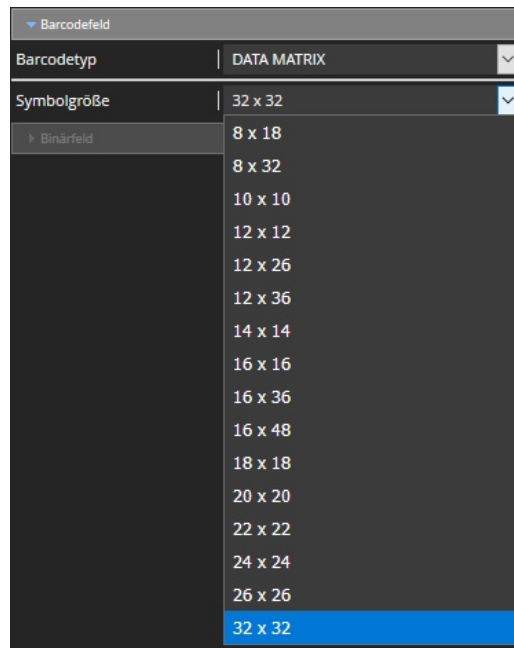 Barcodefeld
Barcodetyp DATA MATRIX
Symbolgröße 32 x 32
Binärfeld 8 x 18
8 x 32
10 x 10
12 x 12
12 x 26
12 x 36
14 x 14
16 x 16
16 x 36
16 x 48
18 x 18
20 x 20
22 x 22
24 x 24
26 x 26
32 x 32